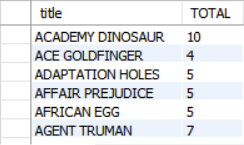 title TOTAL
ACADEMY DINOSAUR 10
ACE GOLDFINGER 4
ADAPTATION HOLES 5
AFFAIR PREJUDICE 5
AFRICAN EGG 5
AGENT TRUMAN 7